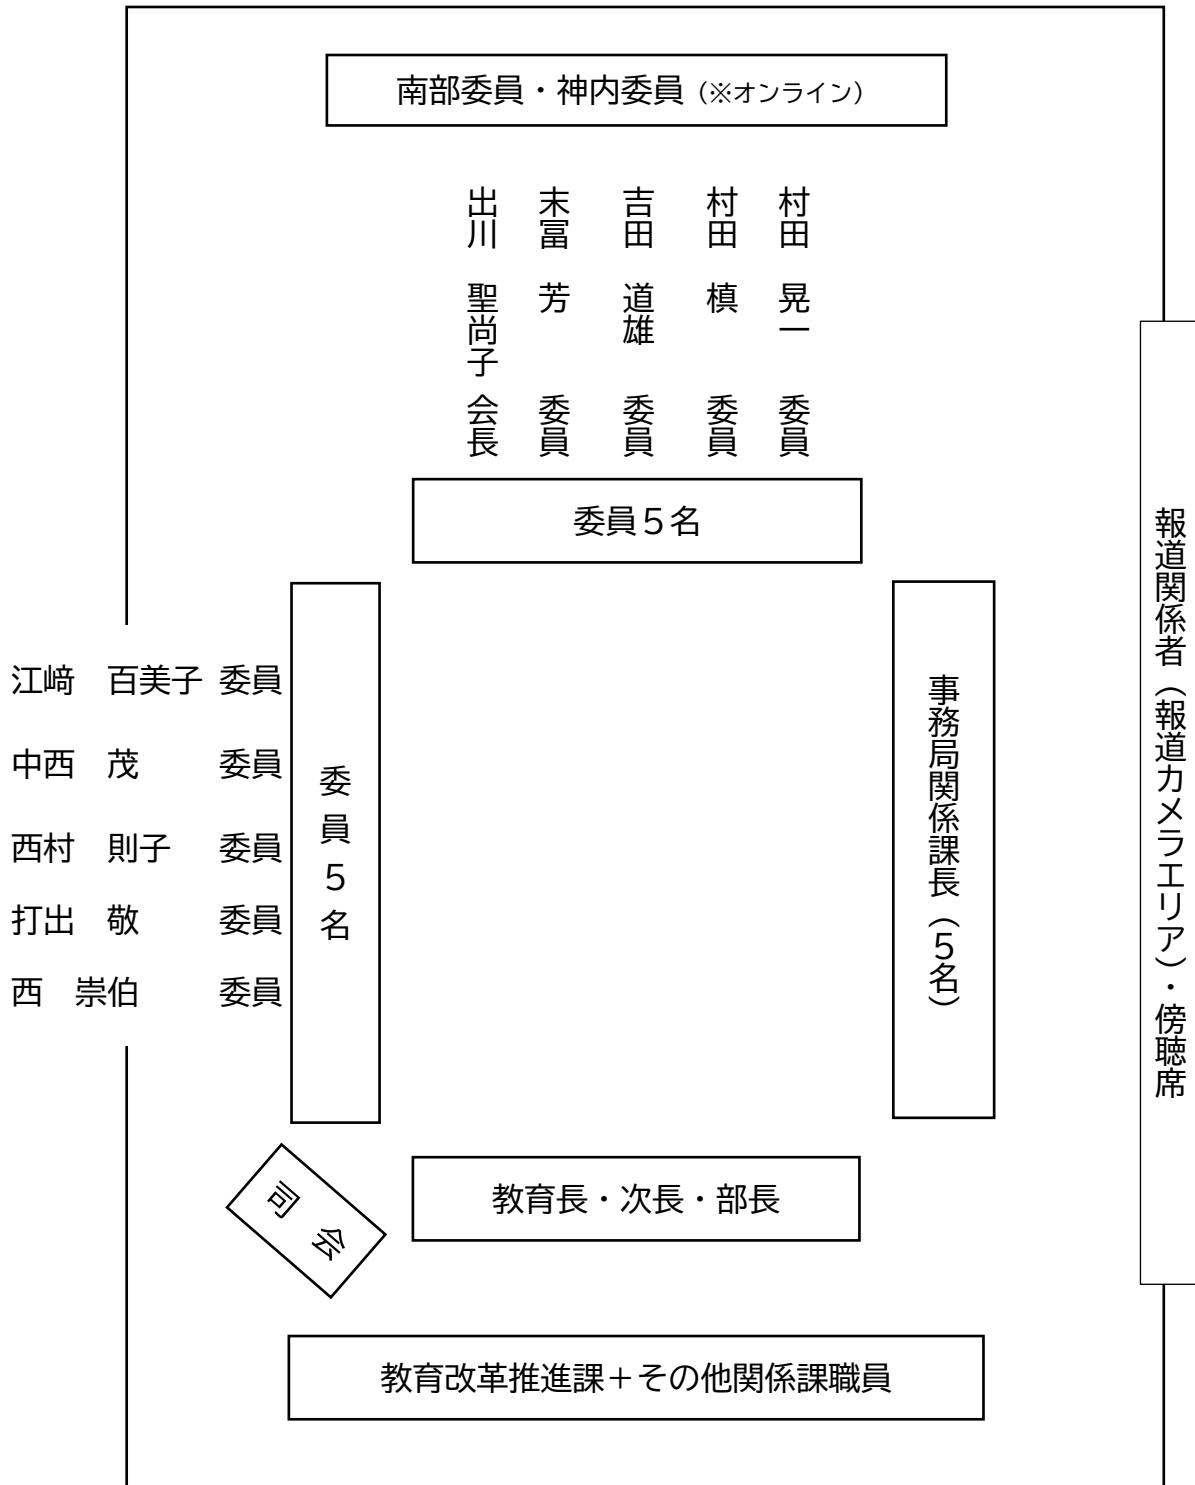 南部委員・神内委員（※オンライン）
村田　晃一　委員
村田　槙　委員
吉田　道雄　委員
末冨　芳　委員
出川　聖尚子　会長
委員５名
江﨑　百美子　委員
中西　茂　委員
西村　則子　委員
打出　敬　委員
西　崇伯　委員
委員５名
事務局関係課長（５名）
報道関係者（報道カメラエリア）・傍聴席
司会
教育長・次長・部長
教育改革推進課＋その他関係課職員